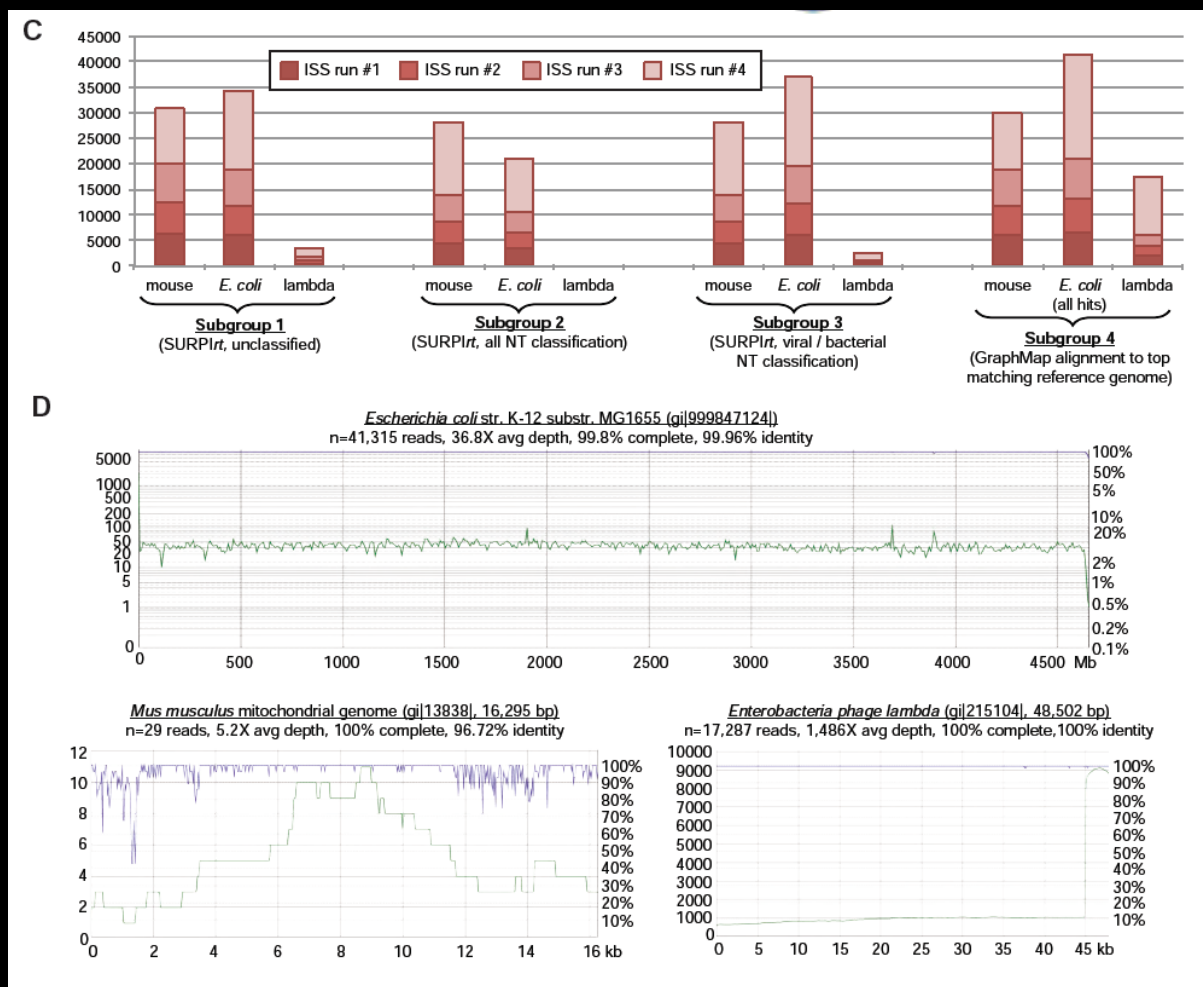 C
45000
40000
35000
30000
25000
20000
15000
10000
5000
0
ISS run #1 ISS run #2 ISS run #3 ISS run #4
mouse E. coli lambda mouse E. coli lambda mouse E. coli lambda mouse E. coli lambda
(all hits)
Subgroup 1
(SURPIrt, unclassified)
Subgroup 2
(SURPIrt, all NT classification)
Subgroup 3
(SURPIrt, viral / bacterial
NT classification)
Subgroup 4
(GraphMap alignment to top
matching reference genome)
D
Escherichia coli str. K-12 substr. MG1655 (gi|999847124|)
n=41,315 reads, 36.8X avg depth, 99.8% complete, 99.96% identity
5000
1000
500
200
100
50
20
10
5
1
0
100%
50%
5%
10%
20%
2%
1%
0.5%
0.2%
0.1%
0 500 1000 1500 2000 2500 3000 3500 4000 4500 Mb
Mus musculus mitochondrial genome (gi|13838|, 16,295 bp)
n=29 reads, 5.2X avg depth, 100% complete, 96.72% identity
12
10
8
6
4
2
0
100%
90%
80%
70%
60%
50%
40%
30%
20%
10%
0 2 4 6 8 10 12 14 16 kb
Enterobacteria phage lambda (gi|215104|, 48,502 bp)
n=17,287 reads, 1,486X avg depth, 100% complete,100% identity
10000
9000
8000
7000
6000
5000
4000
3000
2000
1000
0
100%
90%
80%
70%
60%
50%
40%
30%
20%
10%
0 5 10 15 20 25 30 35 40 45 kb